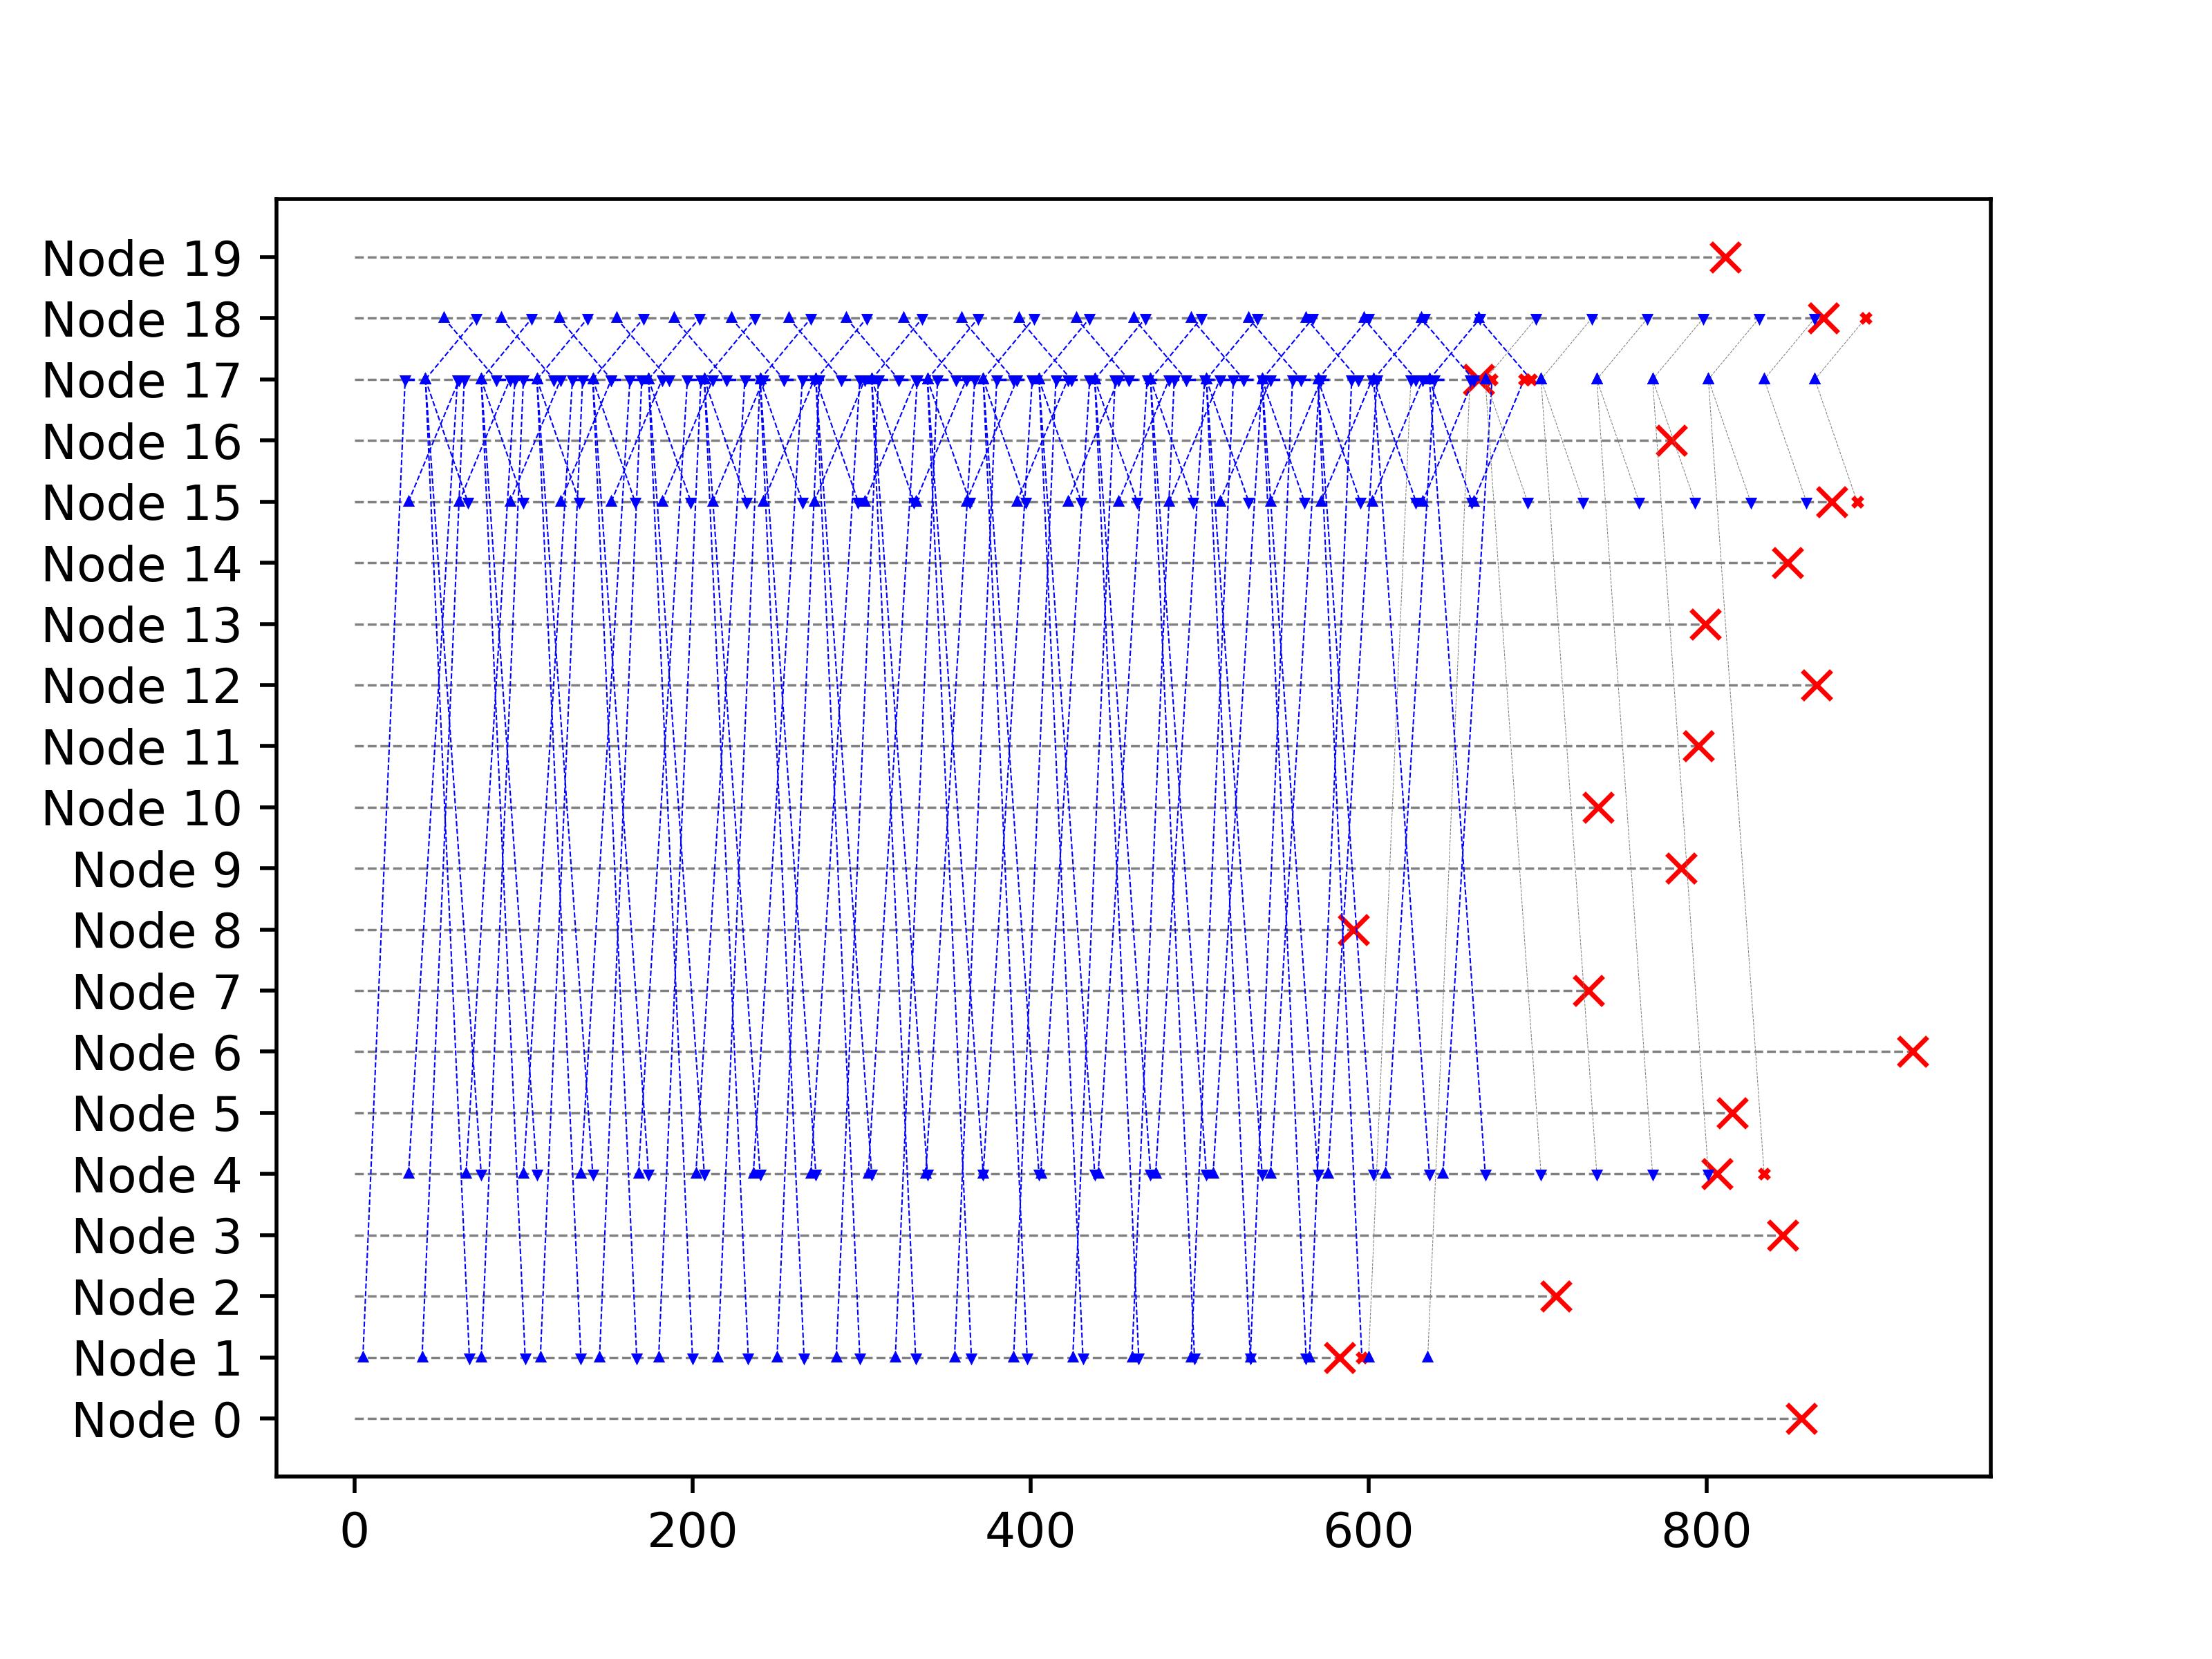 Node 19
Node 18
Node 17
Node 16
Node 15
Node 14
Node 13
Node 12
Node 11
Node 10
Node 9
Node 8
Node 7
Node 6
Node 5
Node 4
Node 3
Node 2
Node 1
Node 0
0 200 400 600 800